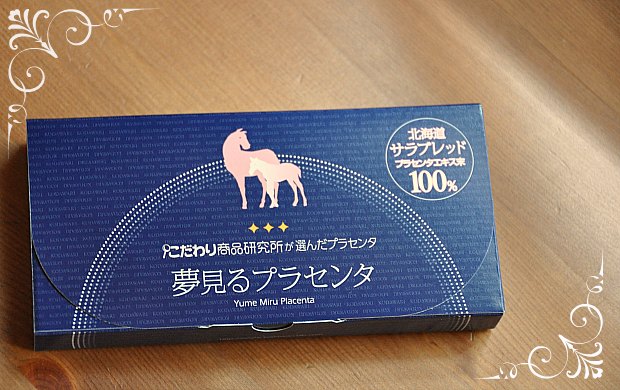 北海道
サラブレッド
プラセンタエキス末
100%
こだわり商品研究所が選んだプラセンタ
夢見るプラセンタ
Yume Miru Placenta